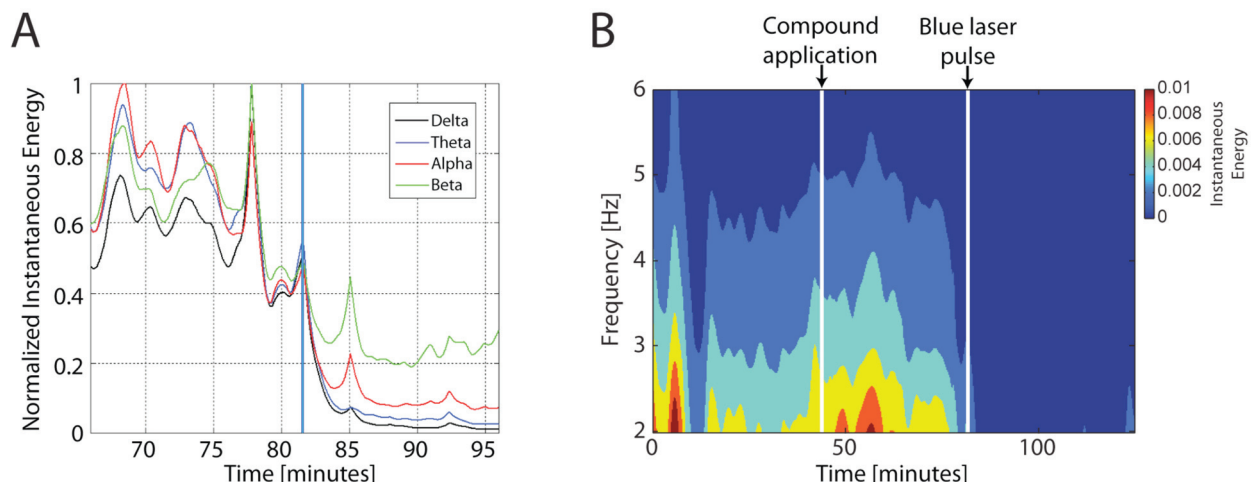 A
Normalized Instantaneous Energy
1
0.8
0.6
0.4
0.2
0
Delta
Theta
Alpha
Beta
70
75
80
85
90
95
Time [minutes]
B
Compound
application
Blue laser
pulse
Frequency [Hz]
6
5
4
3
2
0
50
100
Time [minutes]
0.01
0.008
0.006
0.004
0.002
0
Instantaneous
Energy